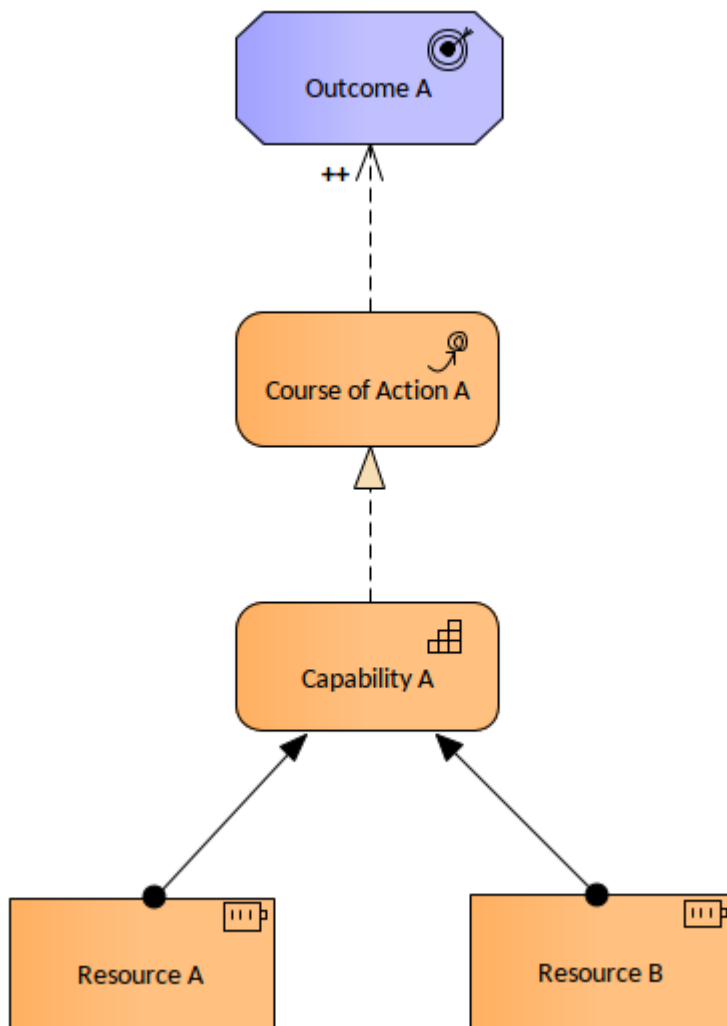 Outcome A
++
Course of Action A
Capability A
Resource A
Resource B